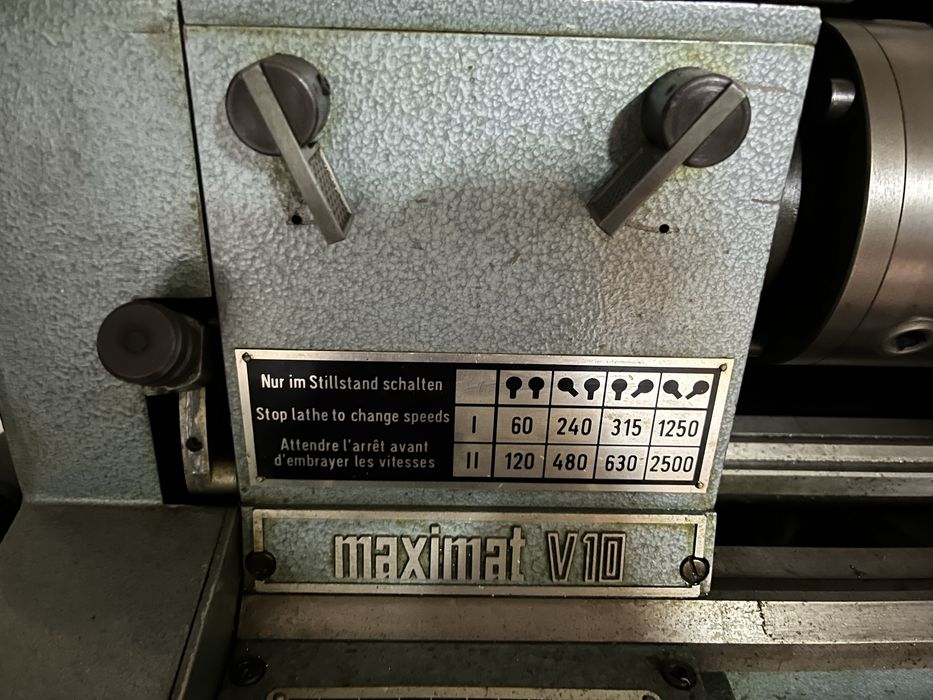 Nur im Stillstand schalten
Stop lathe to change speeds
Attendre l'arrêt avant
d'embrayer les vitesses
I 60 240 315 1250
II 120 480 630 2500
maximat V10